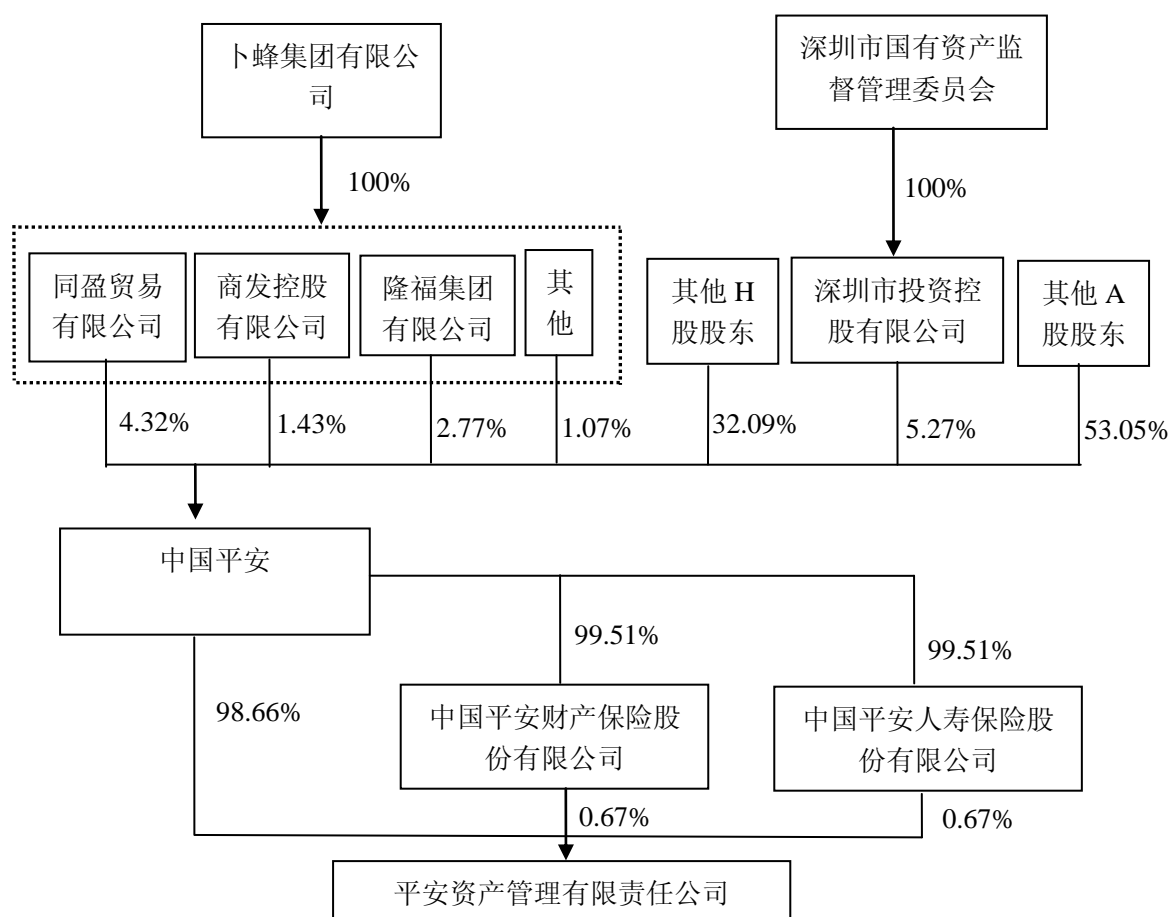 卜蜂集团有限公
司
深圳市国有资产监
督管理委员会
100%
100%
同盈贸易
有限公司
商发控股
有限公司
隆福集团
有限公司
其
他
其他 H
股股东
深圳市投资控
股有限公司
其他 A
股股东
4.32%
1.43%
2.77%
1.07%
32.09%
5.27%
53.05%
中国平安
99.51%
99.51%
98.66%
中国平安财产保险股
份有限公司
中国平安人寿保险股
份有限公司
0.67%
0.67%
平安资产管理有限责任公司